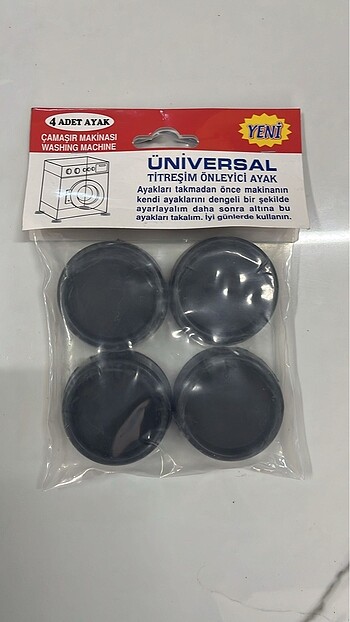 4 ADET AYAK
ÇAMAŞIR MAKİNASI
WASHING MACHINE
YENİ
ÜNİVERSAL
TİTREŞİM ÖNLEYİCİ AYAK
Ayakları takmadan önce makinanın
kendi ayaklarını dengeli bir şekilde
ayarlayalım daha sonra altına bu
ayakları takalım. İyi günlerde kullanın.